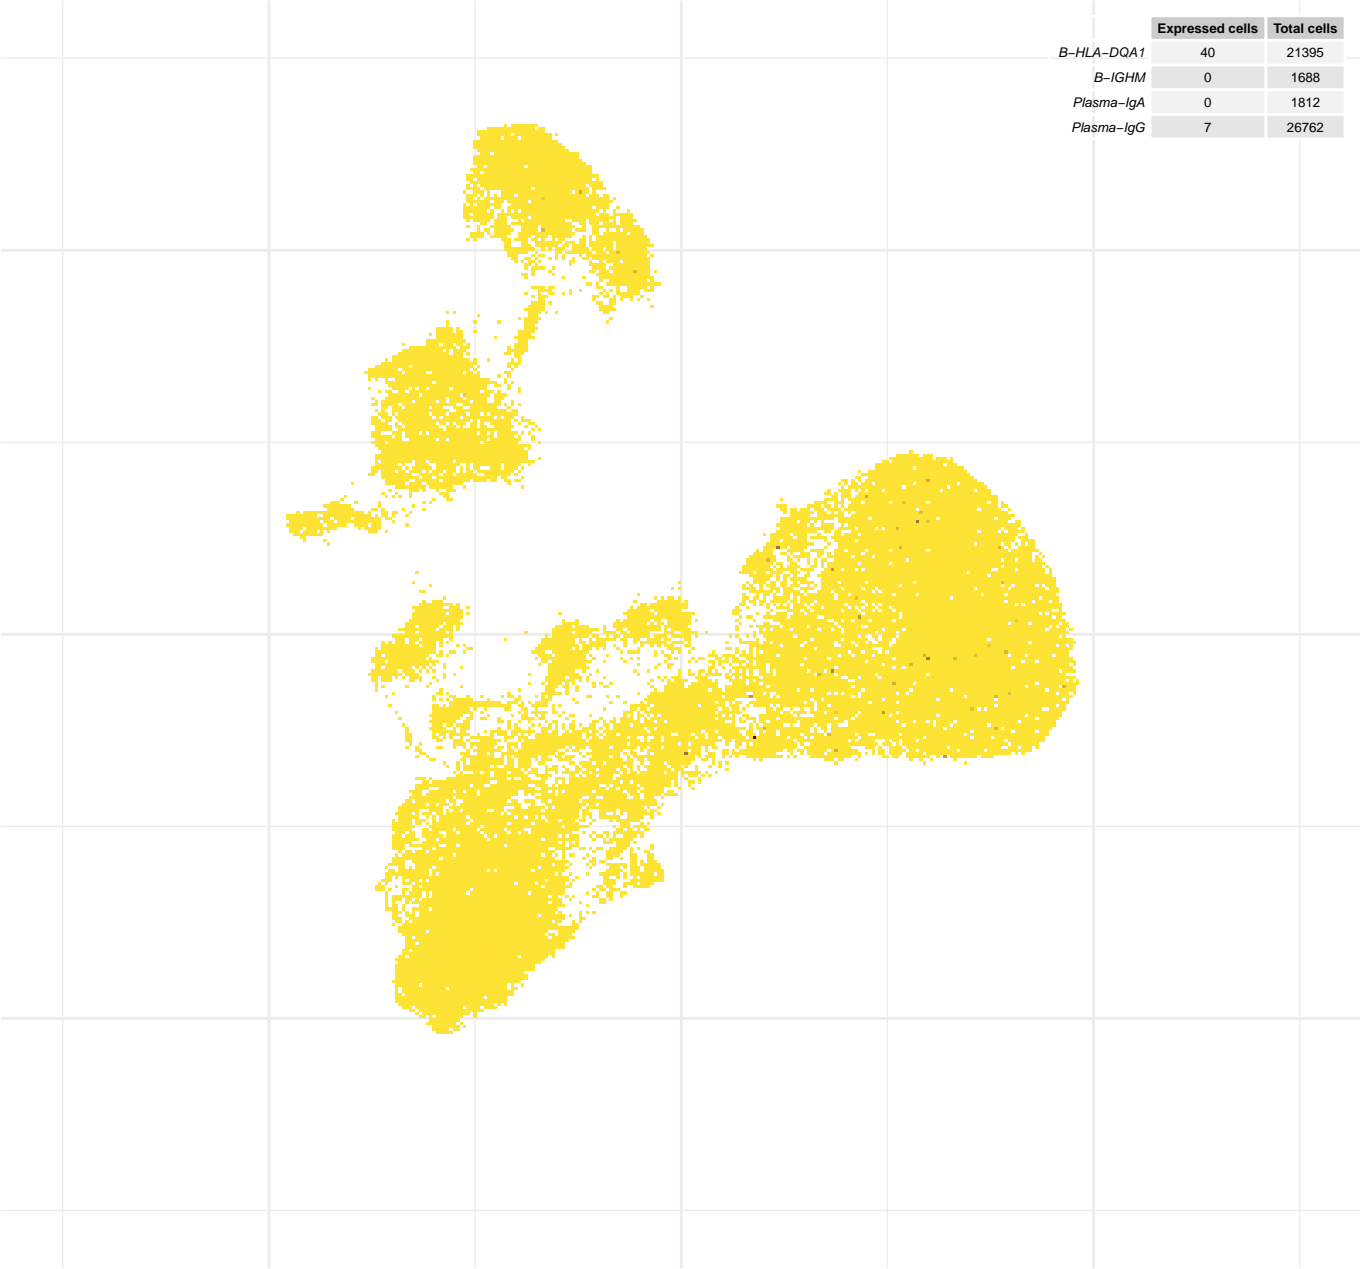 Expressed cells Total cells
B−HLA−DQA1 40 21395
B−IGHM 0 1688
Plasma−IgA 0 1812
Plasma−IgG 7 26762